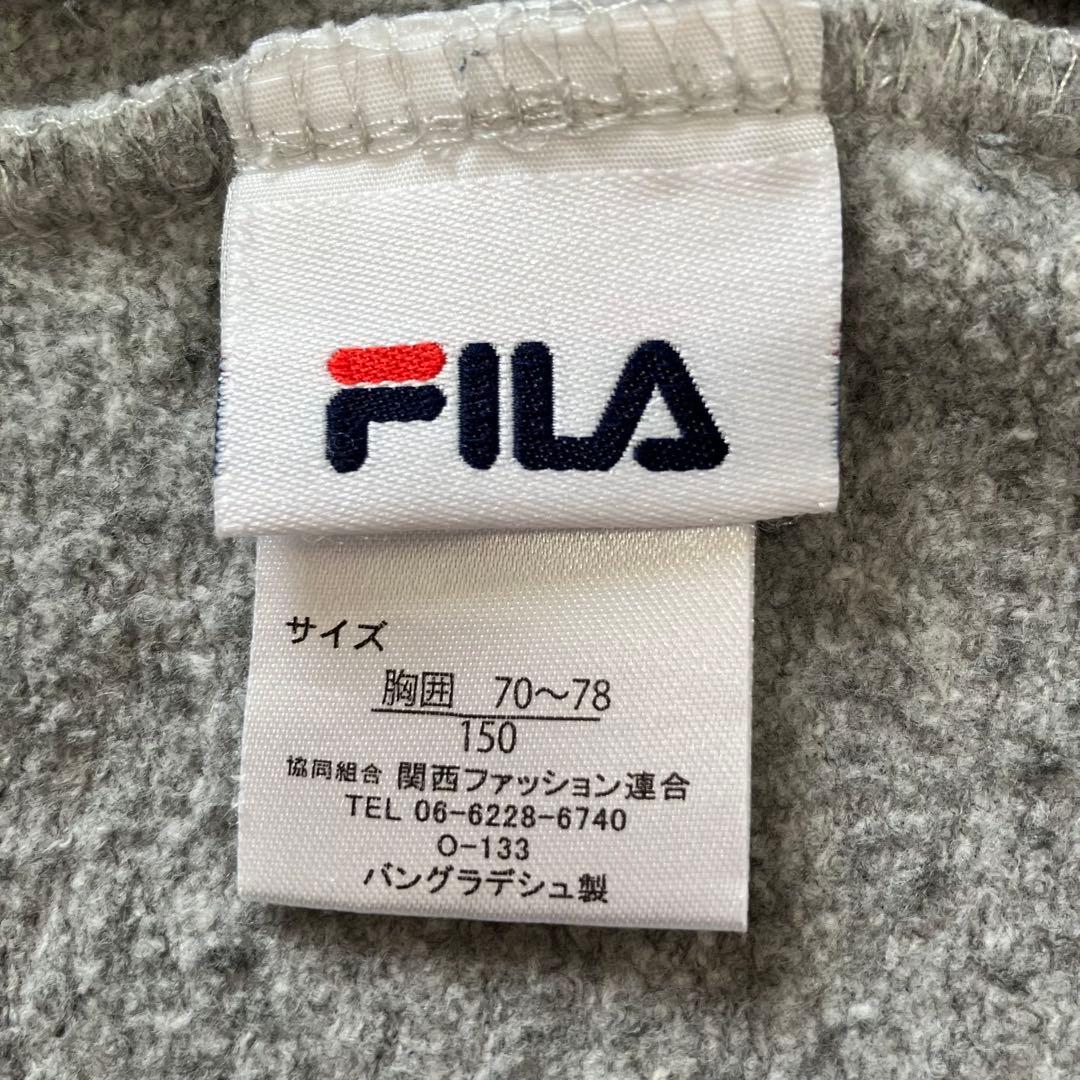 FILA
サイズ
胸囲 70〜78
150
協同組合 関西ファッション連合
TEL 06-6228-6740
O-133
バングラデシュ製